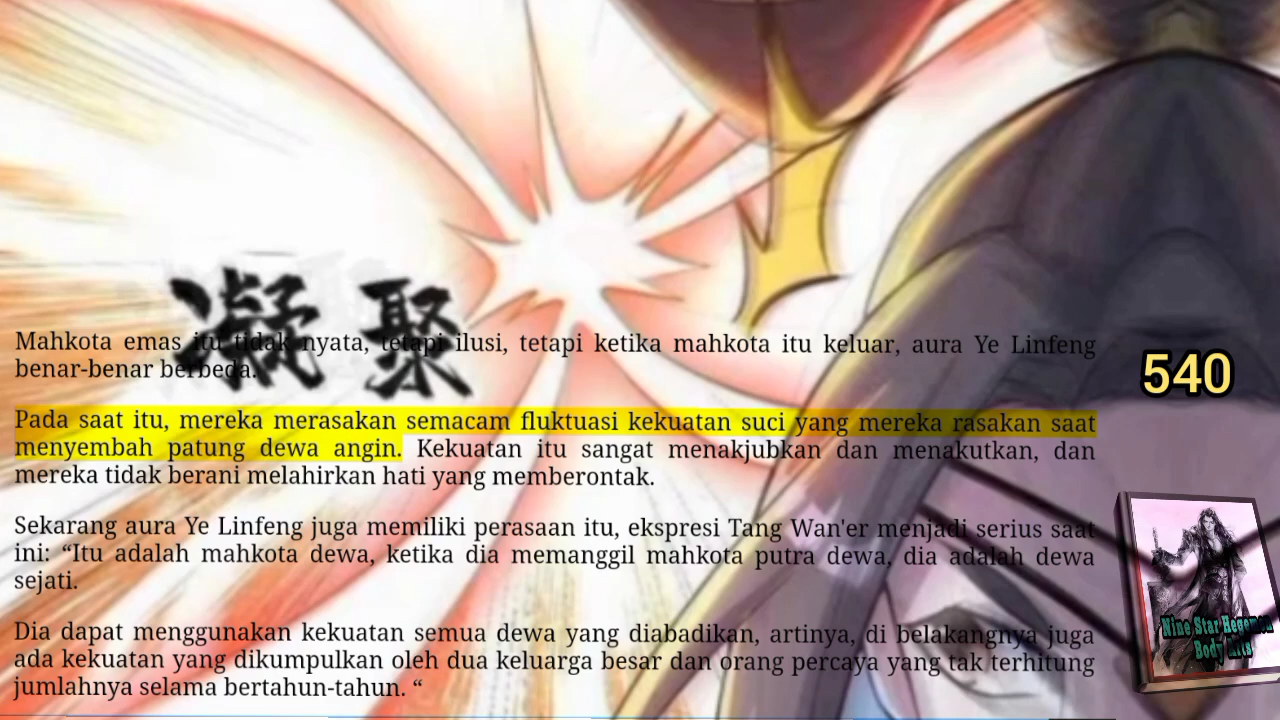 凝聚
Mahkota emas itu tidak nyata, tetapi ilusi, tetapi ketika mahkota itu keluar, aura Ye Linfeng
benar-benar berbeda.
540
Pada saat itu, mereka merasakan semacam fluktuasi kekuatan suci yang mereka rasakan saat
menyembah patung dewa angin. Kekuatan itu sangat menakjubkan dan menakutkan, dan
mereka tidak berani melahirkan hati yang memberontak.
Sekarang aura Ye Linfeng juga memiliki perasaan itu, ekspresi Tang Wan'er menjadi serius saat
ini: “Itu adalah mahkota dewa, ketika dia memanggil mahkota putra dewa, dia adalah dewa
sejati.
Dia dapat menggunakan kekuatan semua dewa yang diabadikan, artinya, di belakangnya juga
ada kekuatan yang dikumpulkan oleh dua keluarga besar dan orang percaya yang tak terhitung
jumlahnya selama bertahun-tahun. “
Nine Star Hegemon
Body Arts